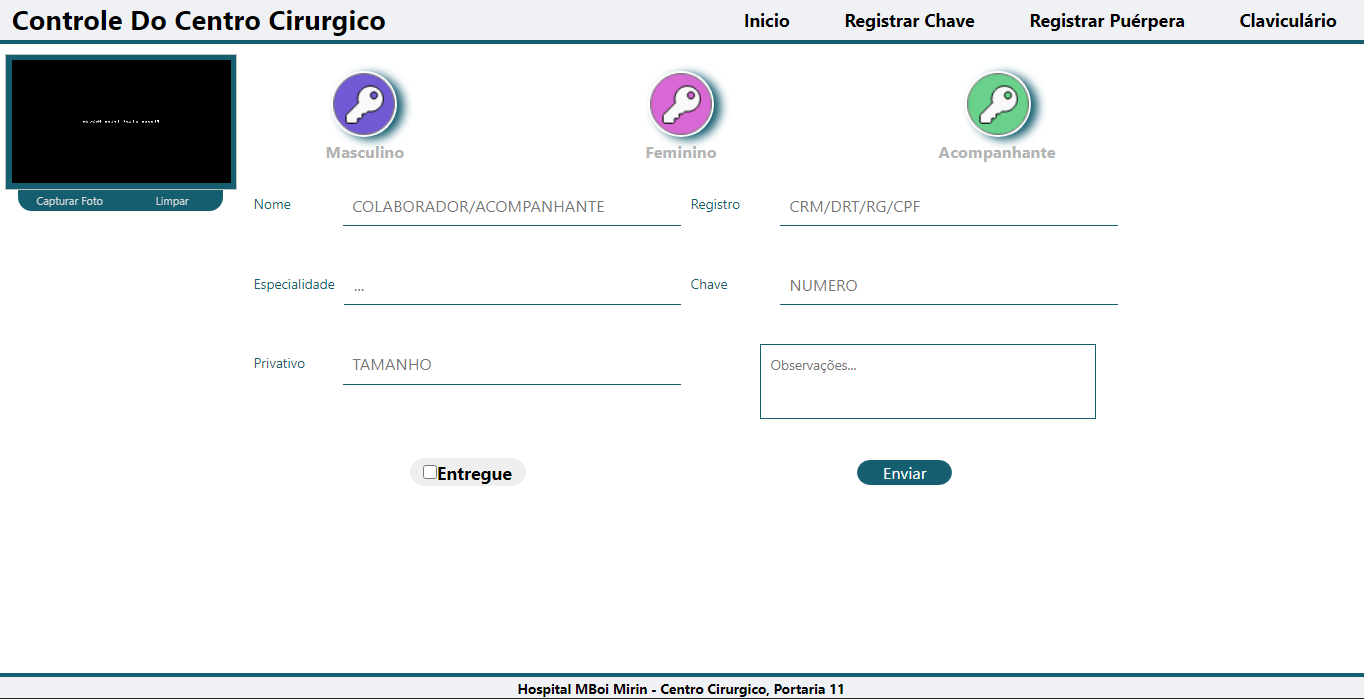 Controle Do Centro Cirurgico
Inicio
Registrar Chave
Registrar Puérpera
Claviculário
Capturar Foto
Limpar
Masculino
Feminino
Acompanhante
Nome
COLABORADOR/ACOMPANHANTE
Registro
CRM/DRT/RG/CPF
Especialidade
...
Chave
NUMERO
Privativo
TAMANHO
Observações...
Entregue
Enviar
Hospital MBoi Mirin - Centro Cirurgico, Portaria 11